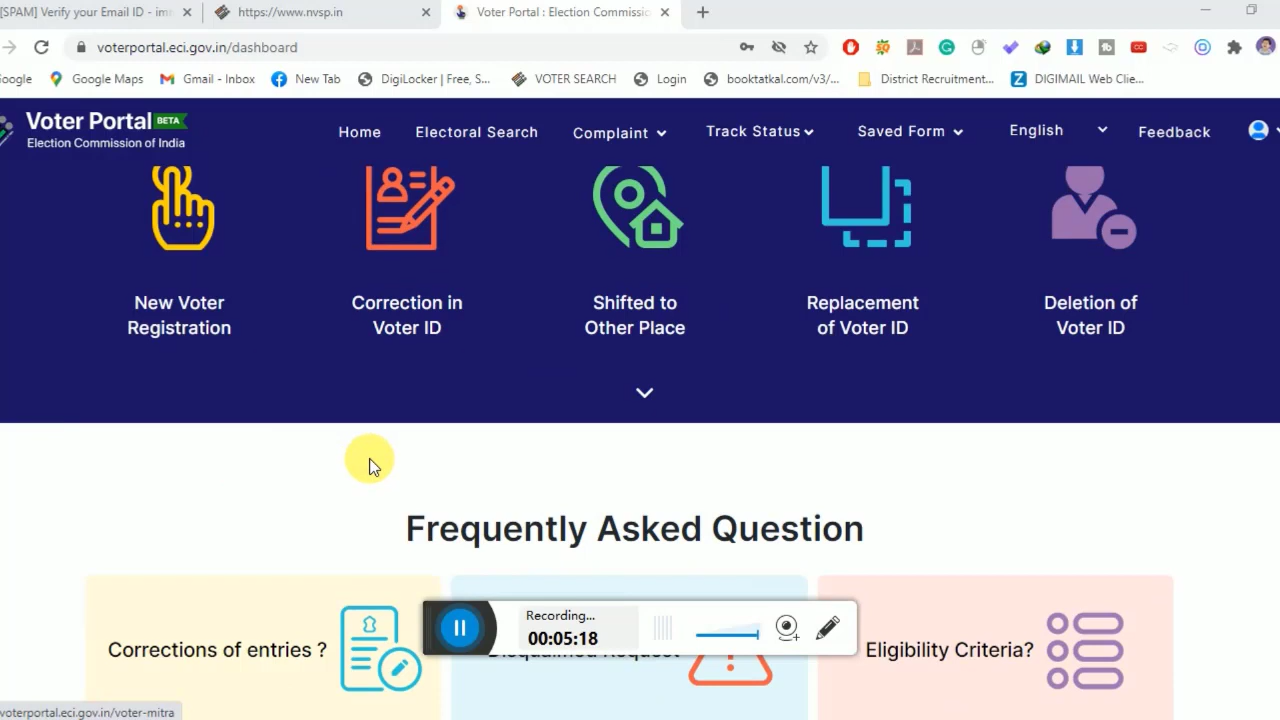 [SPAM] Verify your Email ID - im
https://www.nvsp.in
Voter Portal : Election Commissio
voterportal.eci.gov.in/dashboard
Google Maps
Gmail - Inbox
New Tab
DigiLocker | Free, S...
VOTER SEARCH
Login
booktatkal.com/v3/...
District Recruitment...
DIGIMAIL Web Clie...
Voter Portal BETA
Election Commission of India
Home
Electoral Search
Complaint
Track Status
Saved Form
English
Feedback
New Voter
Registration
Correction in
Voter ID
Shifted to
Other Place
Replacement
of Voter ID
Deletion of
Voter ID
Frequently Asked Question
Corrections of entries ?
Eligibility Criteria?
Recording...
00:05:18
voterportal.eci.gov.in/voter-mitra